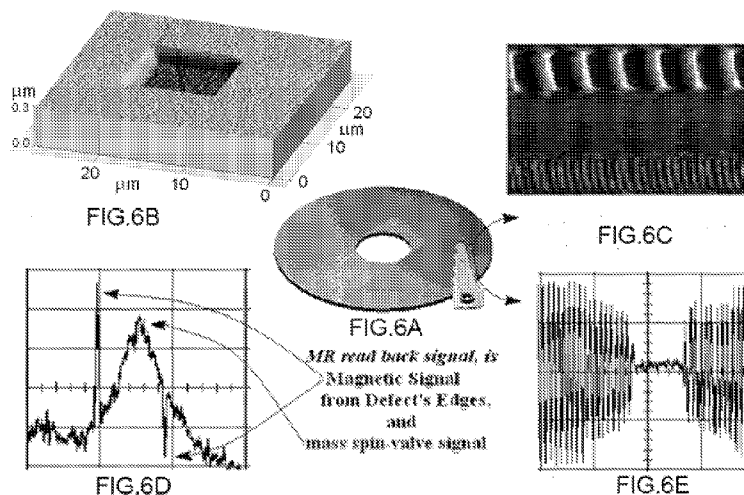 μm
0.3
0.0
20
μm
10
0
0
10
μm
20
FIG.6B
FIG.6C
FIG.6A
MR read back signal, is
Magnetic Signal
from Defect's Edges,
and
mass spin-valve signal
FIG.6D
FIG.6E